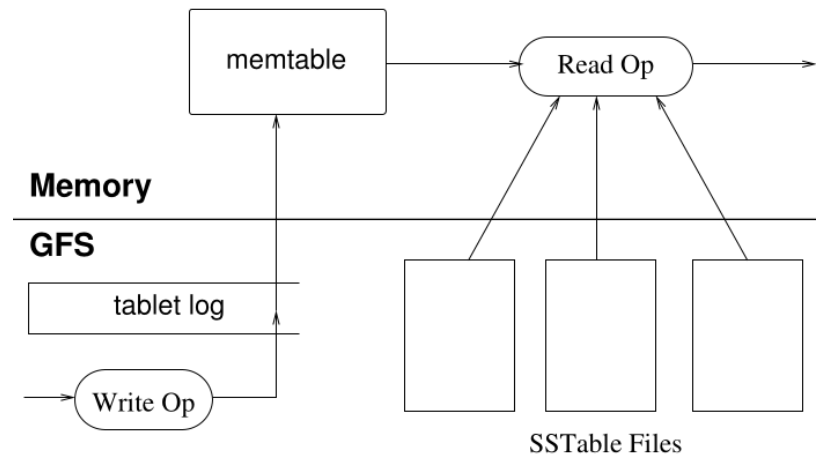 memtable
Read Op
Memory
GFS
tablet log
Write Op
SSTable Files